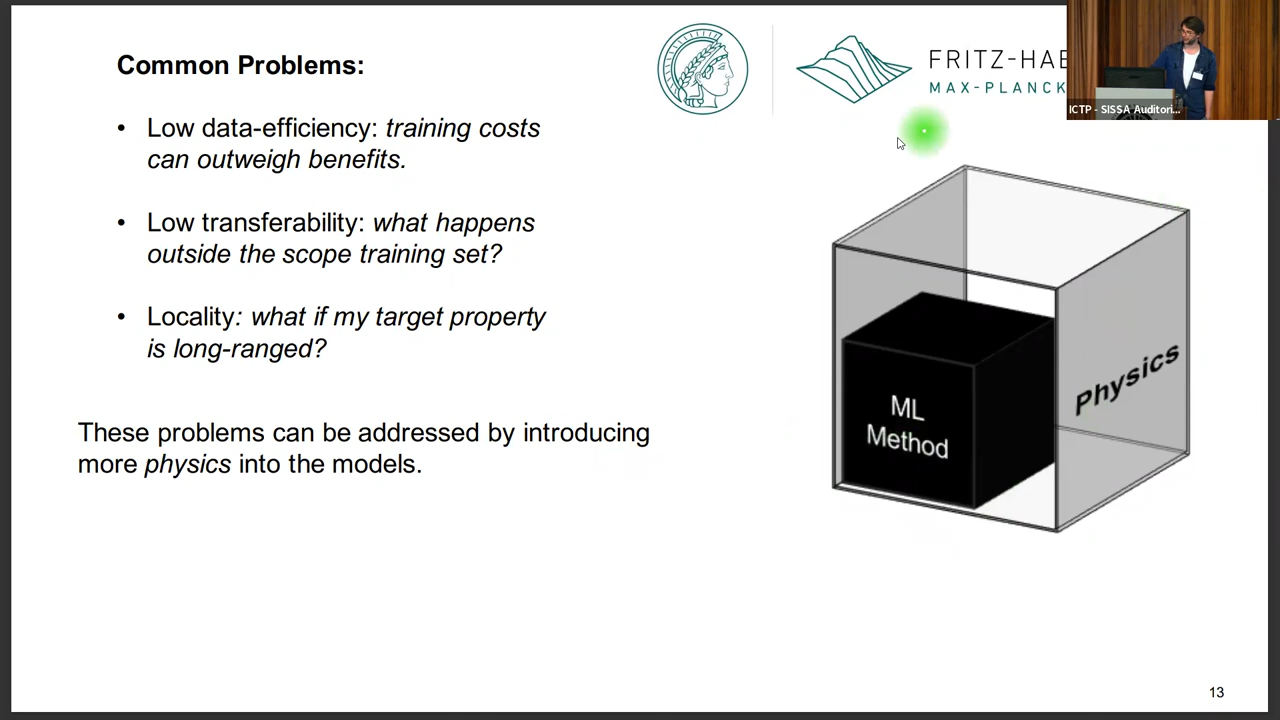 Common Problems:
• Low data-efficiency: training costs
can outweigh benefits.
• Low transferability: what happens
outside the scope training set?
• Locality: what if my target property
is long-ranged?
These problems can be addressed by introducing
more physics into the models.
FRITZ-HAB
MAX-PLANCK
ICTP - SISSA Auditori...
ML
Method
Physics
13